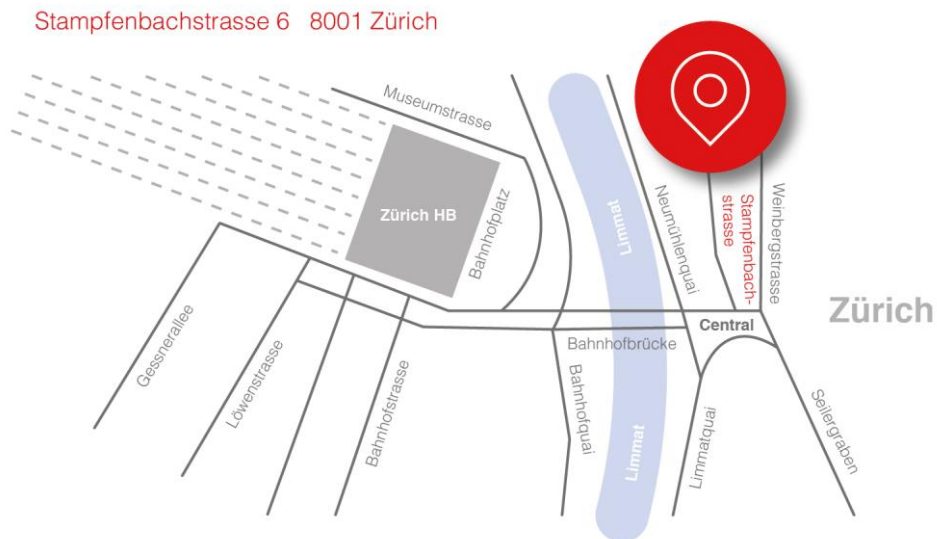 Stampfenbachstrasse 6 8001 Zürich
Museumstrasse
Zürich HB
Bahnhofplatz
Limmat
Neumühlenquai
Stampfenbach-
strasse
Weinbergstrasse
Zürich
Central
Bahnhofbrücke
Gessnerallee
Löwenstrasse
Bahnhofstrasse
Bahnhofquai
Limmat
Limmatquai
Seilergraben